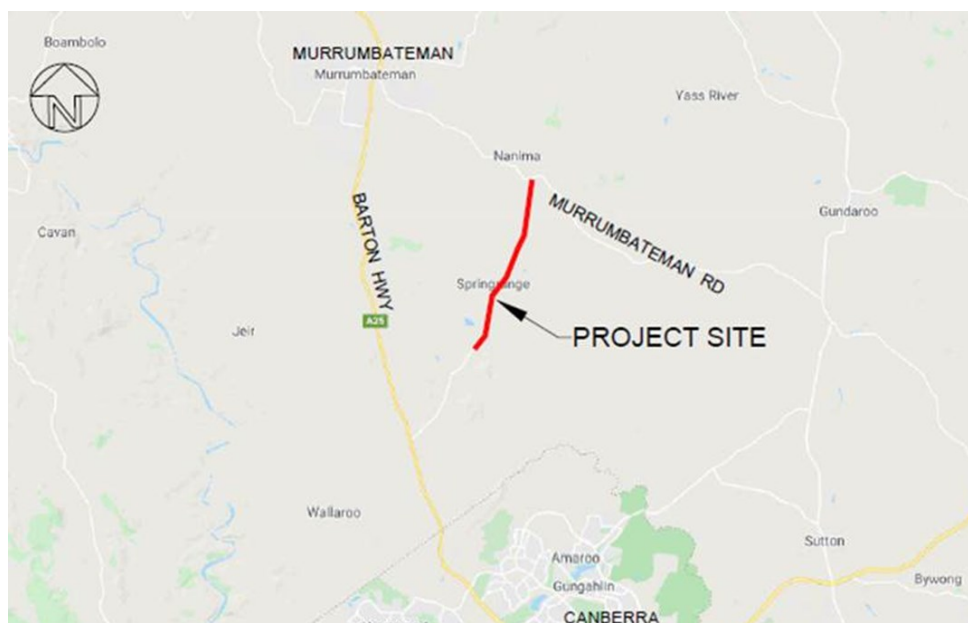 Boambolo
MURRUMBATEMAN
Murrumbateman
N
Yass River
Nanima
MURRUMBATEMAN RD
Gundaroo
Cavan
BARTON HWY
Springrange
A25
Jeir
PROJECT SITE
Wallaroo
Amaroo
Sutton
Gungahlin
Bywong
CANBERRA